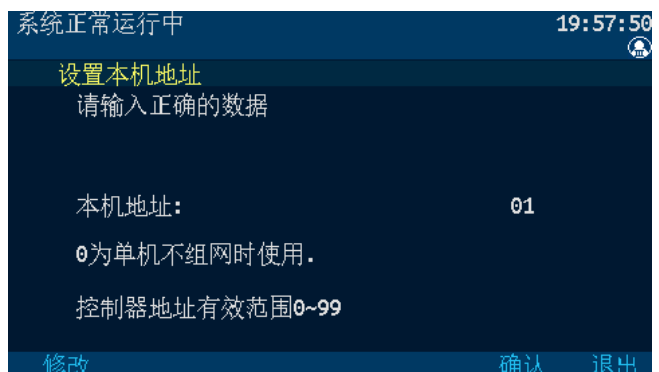 系统正常运行中 19:57:50
设置本机地址
请输入正确的数据
本机地址: 01
0为单机不组网时使用.
控制器地址有效范围0~99
修改 确认 退出